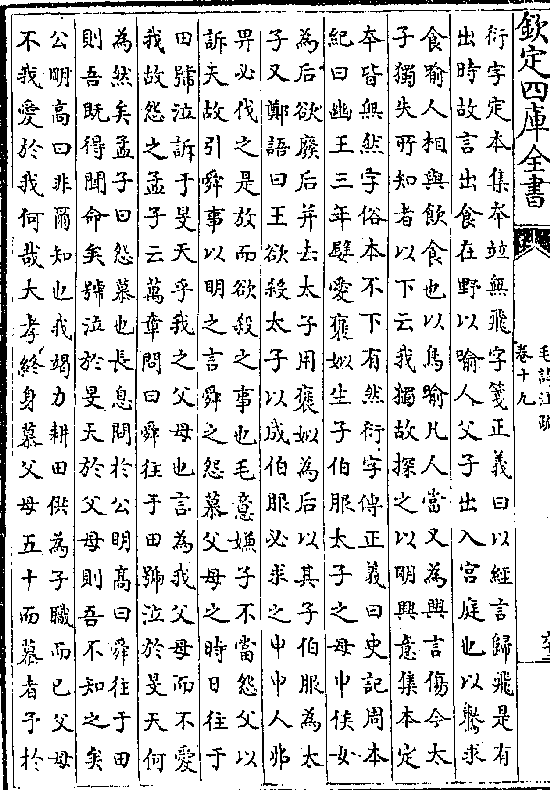 欽定四庫全書
毛詩注疏
卷十九
衍字定本集本並無飛字箋正義曰以經言歸飛是有
出時故言出食在野以喻人父子出入宮庭也以鸒求
食喻人相與飲食也以鳥喻凡人當又為興言傷今太
子獨失所知者以下云我獨故探之以明興意集本定
本皆無然字俗本不下有然衍字傳正義曰史記周本
紀曰幽王三年嬖愛褒姒生子伯服太子之母申侯女
為后欲廢后并去太子用褒姒為后以其子伯服為太
子又鄭語曰王欲殺太子以成伯服必求之申申人弗
畀必伐之是放而欲殺之事也毛意嫌子不當怨父以
訴天故引舜事以明之言舜之怨慕父母之時日往于
田號泣訴于旻天乎我之父母也言為我父母而不愛
我故怨之孟子云萬章問曰舜往于田號泣於旻天何
為然矣孟子曰怨慕也長息問於公明高曰舜往于田
則吾既得聞命矣號泣於旻天於父母則吾不知之矣
公明高曰非爾知也我竭力耕田供為子職而已父母
不我愛於我何哉大孝終身慕父母五十而慕者予於